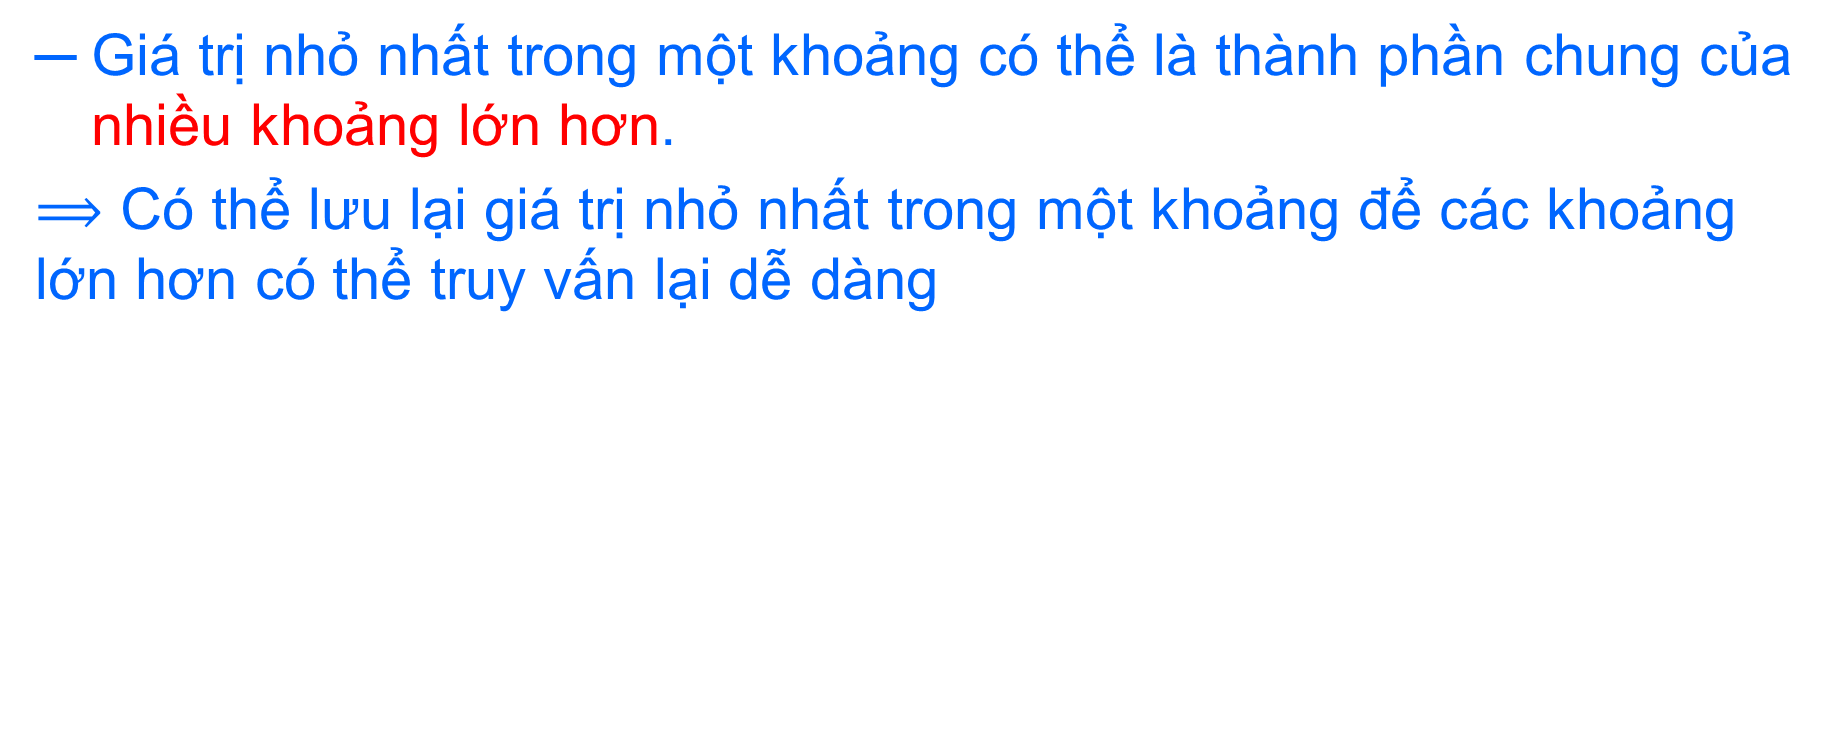 — Giá trị nhỏ nhất trong một khoảng có thể là thành phần chung của
nhiều khoảng lớn hơn.
⟹ Có thể lưu lại giá trị nhỏ nhất trong một khoảng để các khoảng
lớn hơn có thể truy vấn lại dễ dàng